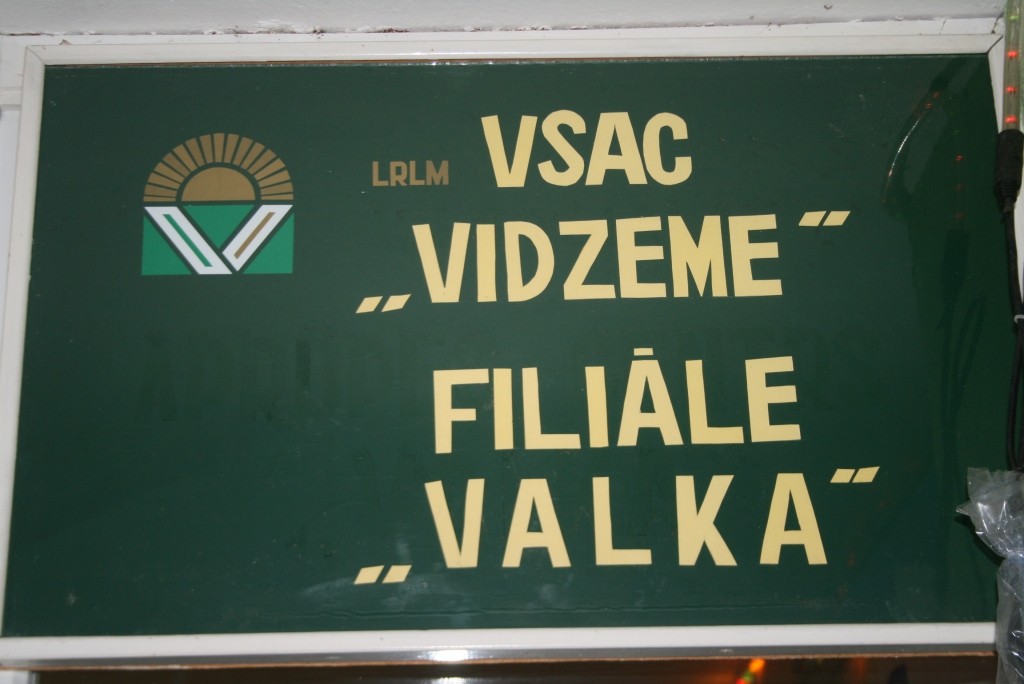 LRLM VSAC
„VIDZEME"
FILIĀLE
„VALKA"